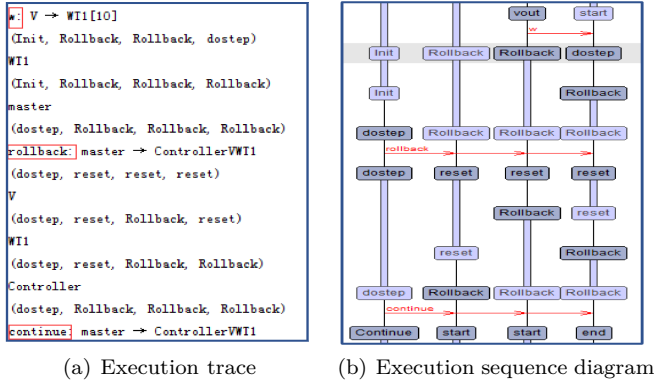 w: V → WT1[10]
(Init, Rollback, Rollback, dostep)
WT1
(Init, Rollback, Rollback, Rollback)
master
(dostep, Rollback, Rollback, Rollback)
rollback: master → ControllerVWT1
(dostep, reset, reset, reset)
V
(dostep, reset, Rollback, reset)
WT1
(dostep, reset, Rollback, Rollback)
Controller
(dostep, Rollback, Rollback, Rollback)
continue: master → ControllerVWT1
(a) Execution trace
vout start
w
Init Rollback Rollback dostep
Init Rollback
dostep Rollback Rollback Rollback
rollback
dostep reset reset reset
Rollback reset
reset Rollback
dostep Rollback Rollback Rollback
continue
Continue start start end
(b) Execution sequence diagram